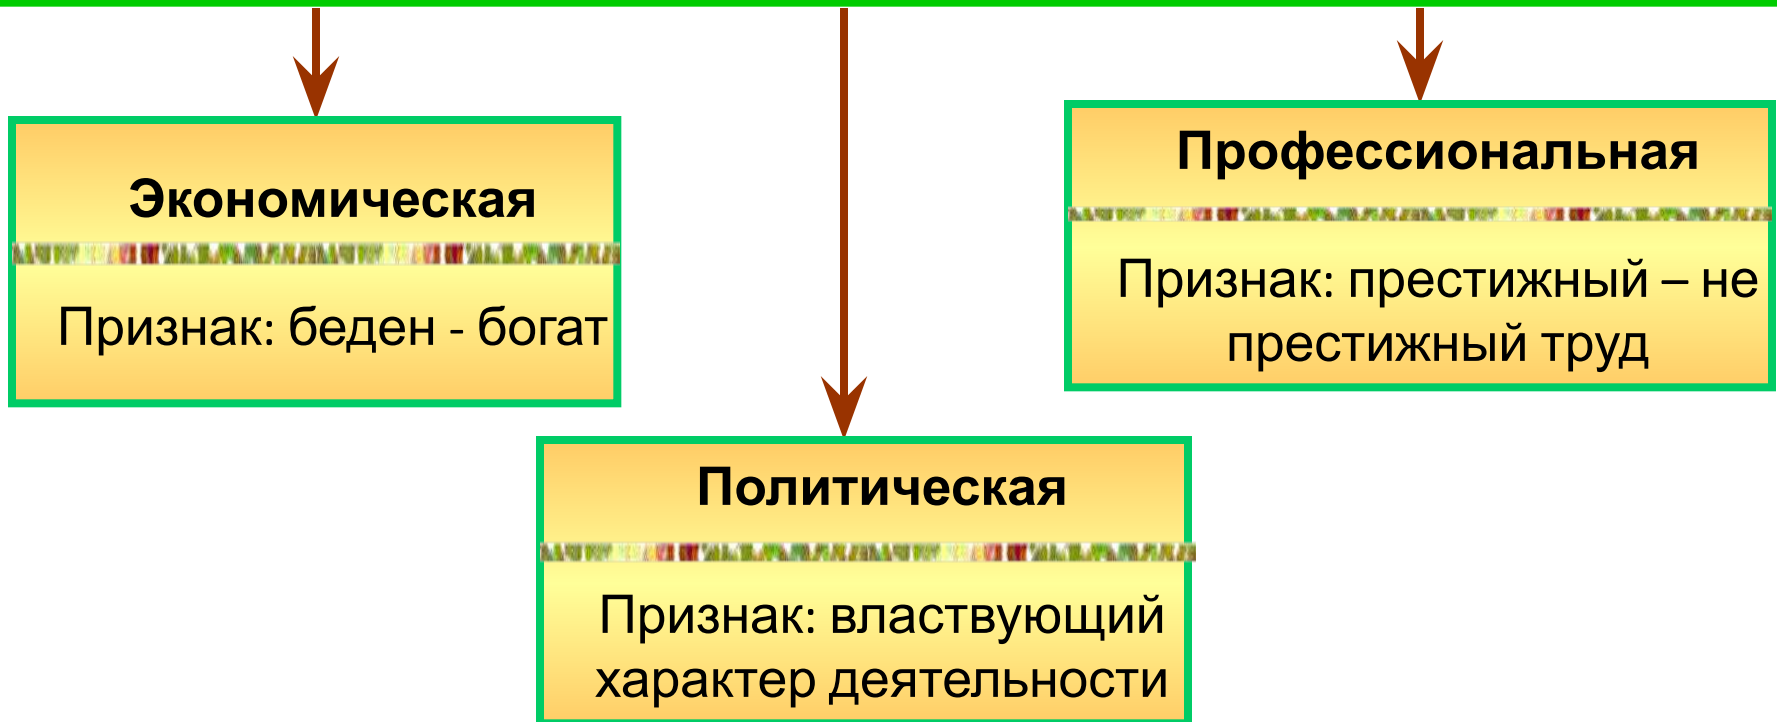 Экономическая
Признак: беден - богат
Профессиональная
Признак: престижный – не
престижный труд
Политическая
Признак: властвующий
характер деятельности